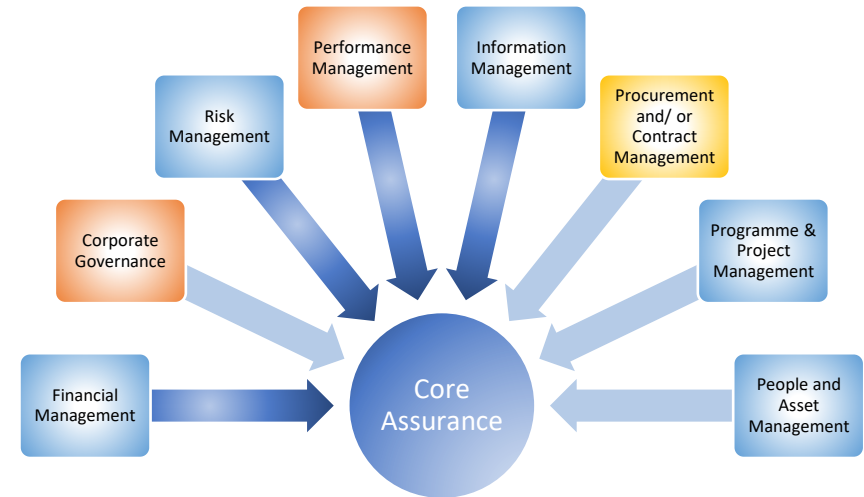 Performance
Management
Information
Management
Risk
Management
Procurement
and/ or
Contract
Management
Corporate
Governance
Programme &
Project
Management
Financial
Management
Core
Assurance
People and
Asset
Management